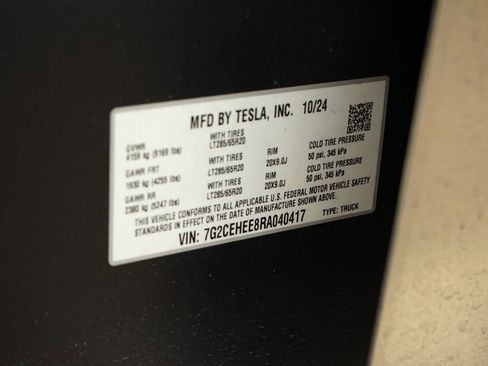 MFD BY TESLA, INC. 10/24
GVWR WITH TIRES COLD TIRE PRESSURE
4159 kg (9169 lbs) LT285/65R20 RIM 50 psi, 345 kPa
GAWR FRT WITH TIRES 20X9.0J COLD TIRE PRESSURE
1930 kg (4255 lbs) LT285/65R20 RIM 50 psi, 345 kPa
GAWR RR WITH TIRES 20X9.0J
2380 kg (5247 lbs) LT285/65R20
THIS VEHICLE CONFORMS TO ALL APPLICABLE U.S. FEDERAL MOTOR VEHICLE SAFETY
STANDARDS IN EFFECT ON THE DATE OF MANUFACTURE SHOWN ABOVE.
VIN: 7G2CEHEE8RA040417 TYPE: TRUCK